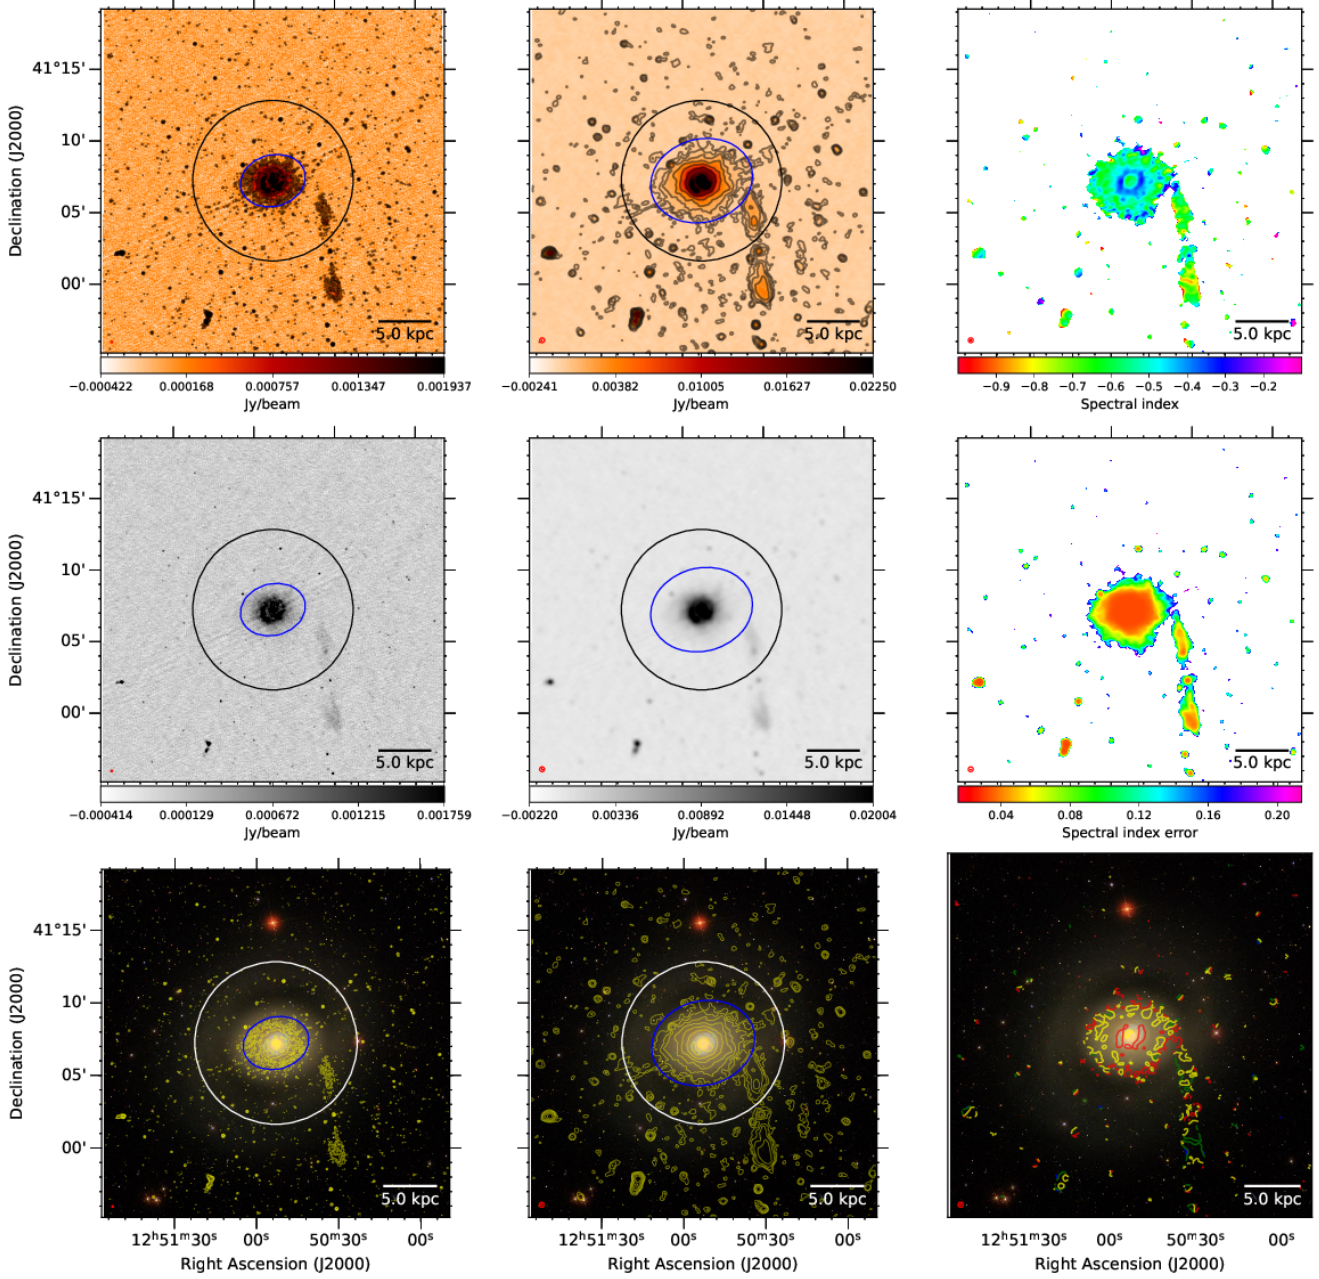 41°15'
10'
05'
00'
Declination (J2000)
5.0 kpc
−0.000422 0.000168 0.000757 0.001347 0.001937
Jy/beam
5.0 kpc
−0.00241 0.00382 0.01005 0.01627 0.02250
Jy/beam
5.0 kpc
−0.9 −0.8 −0.7 −0.6 −0.5 −0.4 −0.3 −0.2
Spectral index
41°15'
10'
05'
00'
Declination (J2000)
5.0 kpc
−0.000414 0.000129 0.000672 0.001215 0.001759
Jy/beam
5.0 kpc
−0.00220 0.00336 0.00892 0.01448 0.02004
Jy/beam
5.0 kpc
0.04 0.08 0.12 0.16 0.20
Spectral index error
41°15'
10'
05'
00'
Declination (J2000)
5.0 kpc
12ʰ51ᵐ30ˢ 00ˢ 50ᵐ30ˢ 00ˢ
Right Ascension (J2000)
5.0 kpc
12ʰ51ᵐ30ˢ 00ˢ 50ᵐ30ˢ 00ˢ
Right Ascension (J2000)
5.0 kpc
12ʰ51ᵐ30ˢ 00ˢ 50ᵐ30ˢ 00ˢ
Right Ascension (J2000)